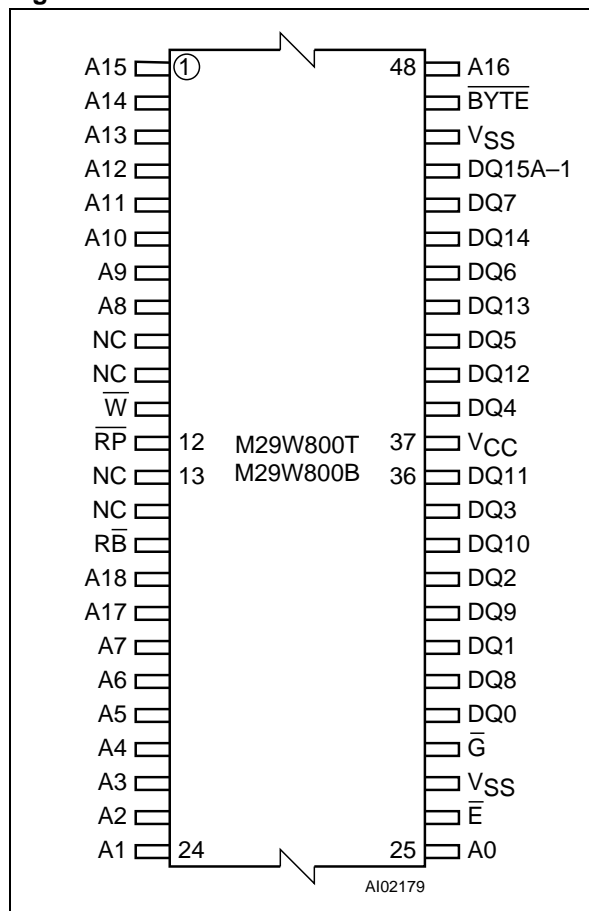 A15 1 48 A16
A14 B̅Y̅T̅E̅
A13 VSS
A12 DQ15A–1
A11 DQ7
A10 DQ14
A9 DQ6
A8 DQ13
NC DQ5
NC DQ12
W̅ DQ4
R̅P̅ 12 M29W800T 37 VCC
NC 13 M29W800B 36 DQ11
NC DQ3
RB̅ DQ10
A18 DQ2
A17 DQ9
A7 DQ1
A6 DQ8
A5 DQ0
A4 G̅
A3 VSS
A2 E̅
A1 24 25 A0
AI02179